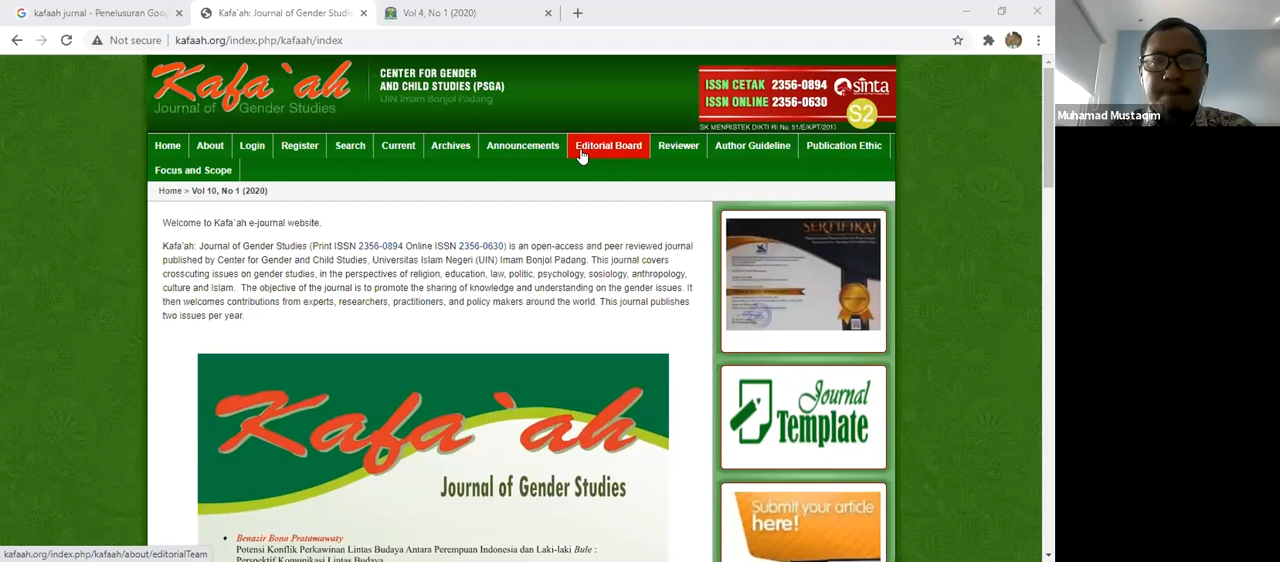 kafaah jurnal - Penelusuran Goog
Kafa`ah: Journal of Gender Studie
Vol 4, No 1 (2020)
Not secure
kafaah.org/index.php/kafaah/index
Kafa`ah
Journal of Gender Studies
CENTER FOR GENDER
AND CHILD STUDIES (PSGA)
UIN Imam Bonjol Padang
ISSN CETAK 2356-0894
ISSN ONLINE 2356-0630
sinta
S2
SK MENRISTEK DIKTI RI No. 51/E/KPT/2017
Home About Login Register Search Current Archives Announcements Editorial Board Reviewer Author Guideline Publication Ethic
Focus and Scope
Home > Vol 10, No 1 (2020)
Welcome to Kafa`ah e-journal website.
Kafa'ah: Journal of Gender Studies (Print ISSN 2356-0894 Online ISSN 2356-0630) is an open-access and peer reviewed journal
published by Center for Gender and Child Studies, Universitas Islam Negeri (UIN) Imam Bonjol Padang. This journal covers
crosscuting issues on gender studies, in the perspectives of religion, education, law, politic, psychology, sosiology, anthropology,
culture and Islam. The objective of the journal is to promote the sharing of knowledge and understanding on the gender issues. It
then welcomes contributions from experts, researchers, practitioners, and policy makers around the world. This journal publishes
two issues per year.
SERTIFIKAT
Journal
Template
Submit your article
here!
Kafa`ah
Journal of Gender Studies
Benazir Bona Pratamawaty
Potensi Konflik Perkawinan Lintas Budaya Antara Perempuan Indonesia dan Laki-laki Bule :
Perspektif Komunikasi Lintas Budaya
kafaah.org/index.php/kafaah/about/editorialTeam
Muhamad Mustaqim